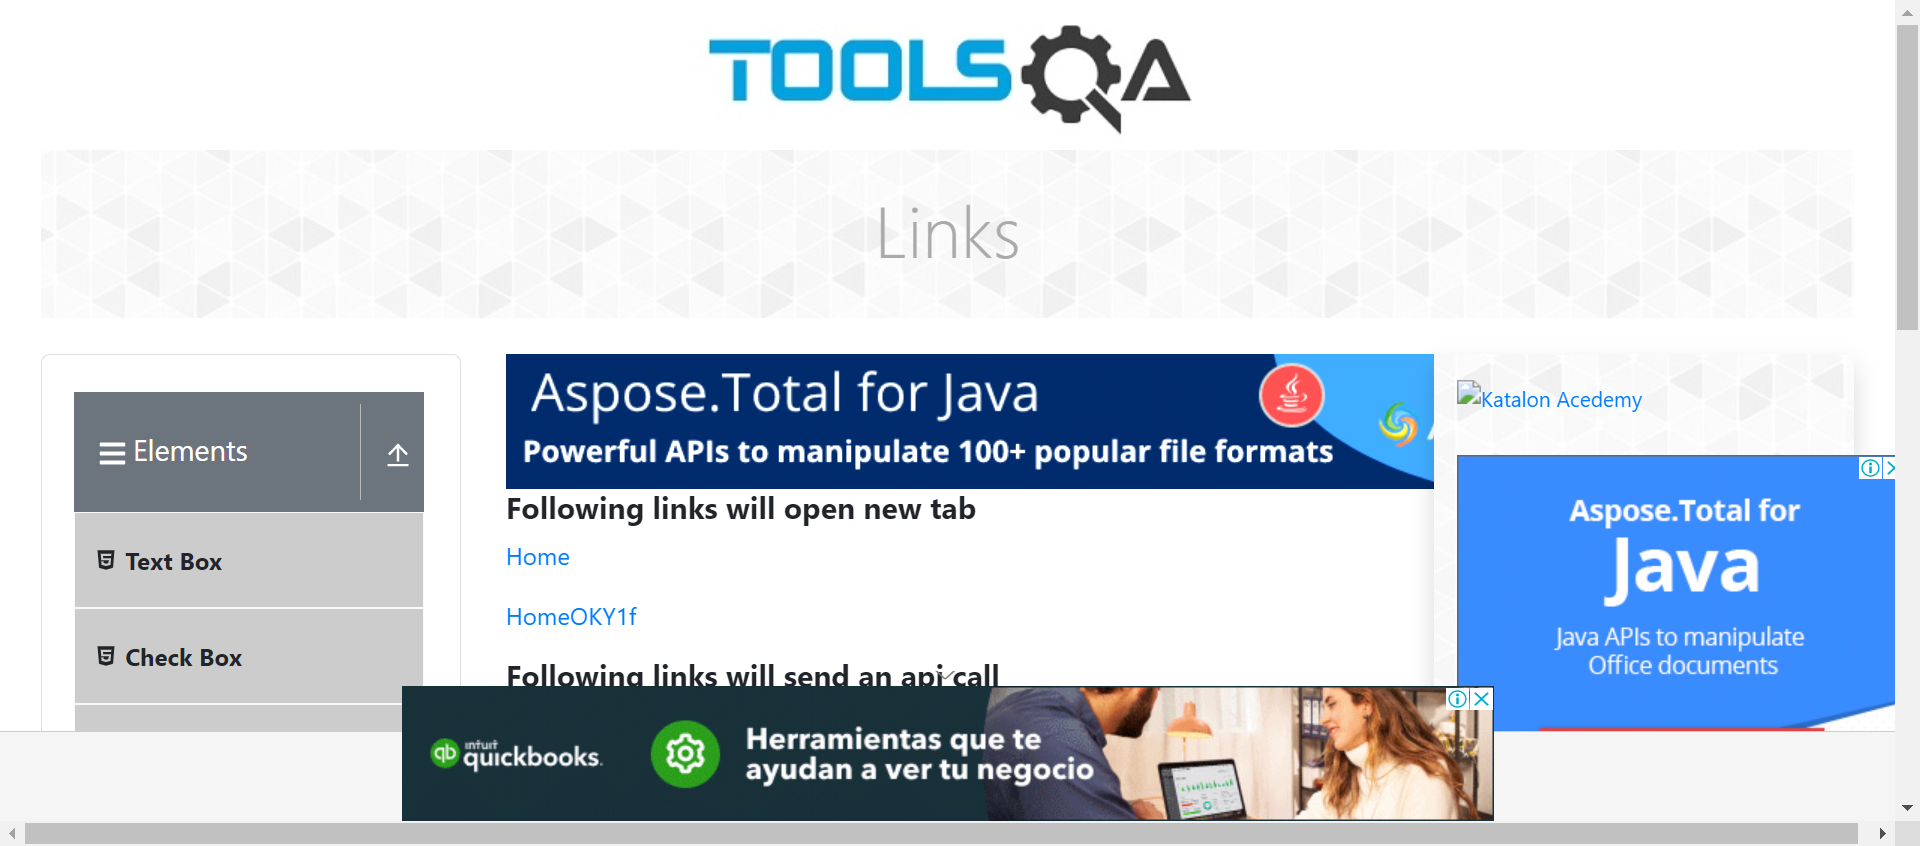 TOOLSQA
Links
Elements
Text Box
Check Box
Aspose.Total for Java
Powerful APIs to manipulate 100+ popular file formats
Following links will open new tab
Home
HomeOKY1f
Following links will send an api call
Katalon Acedemy
Aspose.Total for
Java
Java APIs to manipulate
Office documents
intuit
qb quickbooks.
Herramientas que te
ayudan a ver tu negocio